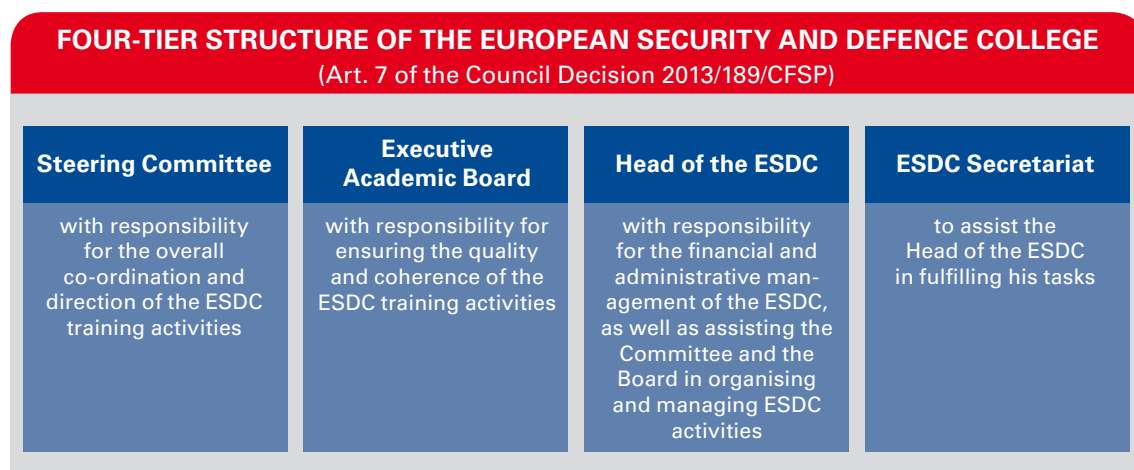 FOUR-TIER STRUCTURE OF THE EUROPEAN SECURITY AND DEFENCE COLLEGE
(Art. 7 of the Council Decision 2013/189/CFSP)
Steering Committee
with responsibility
for the overall
co-ordination and
direction of the ESDC
training activities
Executive
Academic Board
with responsibility for
ensuring the quality
and coherence of the
ESDC training activities
Head of the ESDC
with responsibility
for the financial and
administrative man-
agement of the ESDC,
as well as assisting the
Committee and the
Board in organising
and managing ESDC
activities
ESDC Secretariat
to assist the
Head of the ESDC
in fulfilling his tasks